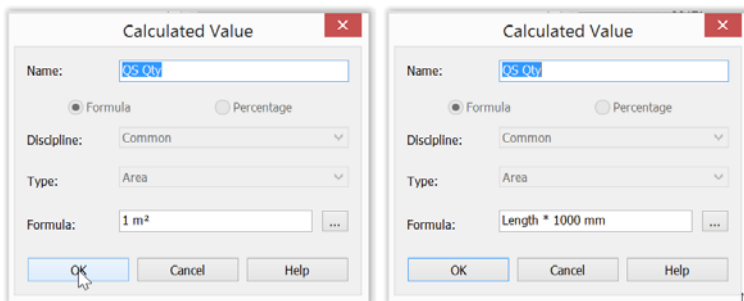 Calculated Value
Name: QS Qty
Formula Percentage
Discipline: Common
Type: Area
Formula: 1 m² ...
OK Cancel Help
Calculated Value
Name: QS Qty
Formula Percentage
Discipline: Common
Type: Area
Formula: Length * 1000 mm ...
OK Cancel Help